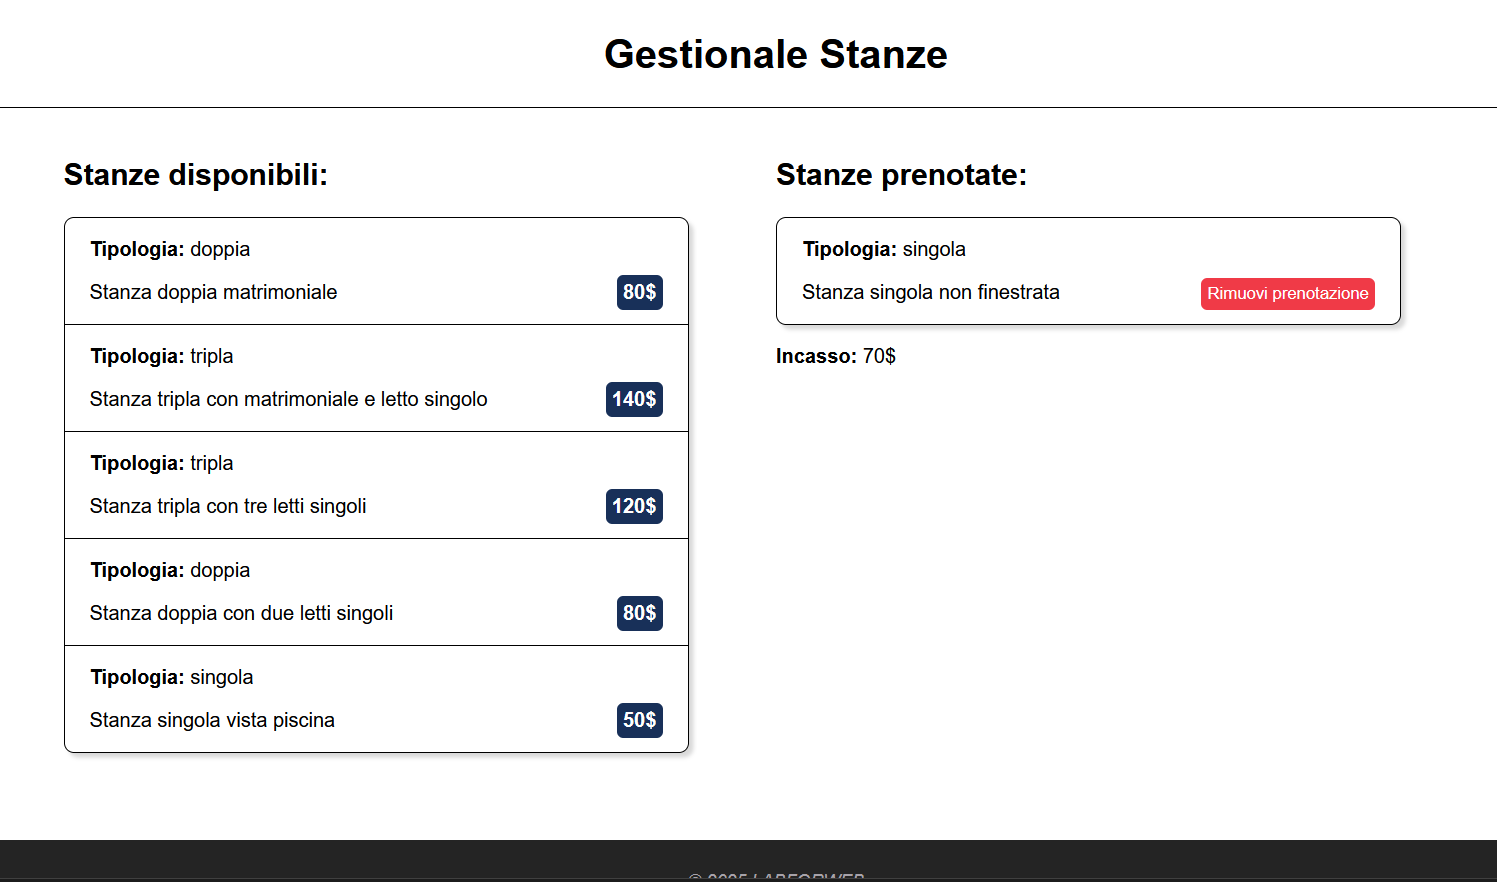 Gestionale Stanze
Stanze disponibili:
Tipologia: doppia
Stanza doppia matrimoniale
80$
Tipologia: tripla
Stanza tripla con matrimoniale e letto singolo
140$
Tipologia: tripla
Stanza tripla con tre letti singoli
120$
Tipologia: doppia
Stanza doppia con due letti singoli
80$
Tipologia: singola
Stanza singola vista piscina
50$
Stanze prenotate:
Tipologia: singola
Stanza singola non finestrata
Rimuovi prenotazione
Incasso: 70$
© 2025 LABFORWEB